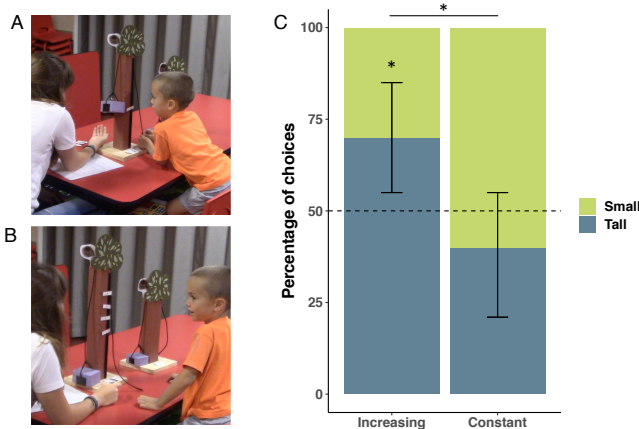 A
B
C
Percentage of choices
100
75
50
25
0
*
*
Increasing
Constant
Small
Tall